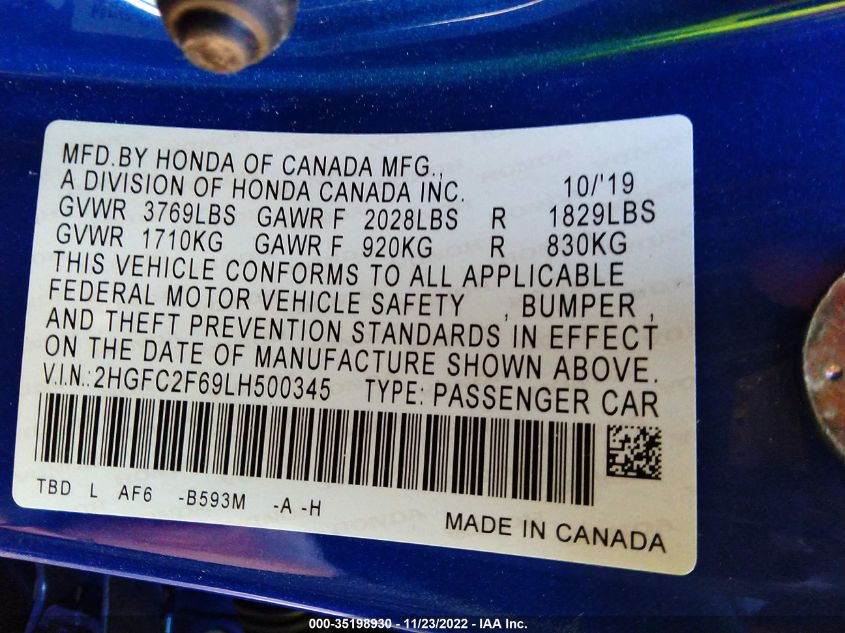 MFD.BY HONDA OF CANADA MFG.,
A DIVISION OF HONDA CANADA INC. 10/'19
GVWR 3769LBS GAWR F 2028LBS R 1829LBS
GVWR 1710KG GAWR F 920KG R 830KG
THIS VEHICLE CONFORMS TO ALL APPLICABLE
FEDERAL MOTOR VEHICLE SAFETY , BUMPER ,
AND THEFT PREVENTION STANDARDS IN EFFECT
ON THE DATE OF MANUFACTURE SHOWN ABOVE.
V.I.N.:2HGFC2F69LH500345 TYPE: PASSENGER CAR
TBD L AF6 -B593M -A -H
MADE IN CANADA
000-35198930 - 11/23/2022 - IAA Inc.